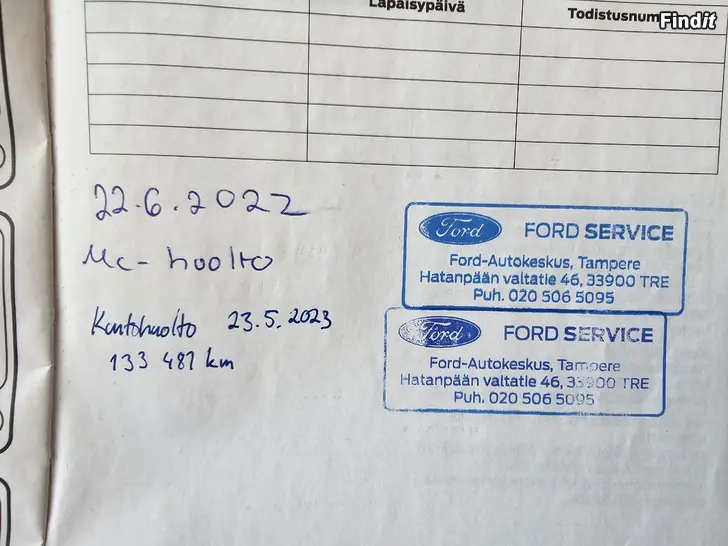 Läpäisypäivä
Todistusnum
Findit
22.6.2022
Mc-huolto
Kuntohuolto 23.5.2023
133 481 km
Ford FORD SERVICE
Ford-Autokeskus, Tampere
Hatanpään valtatie 46, 33900 TRE
Puh. 020 506 5095
Ford FORD SERVICE
Ford-Autokeskus, Tampere
Hatanpään valtatie 46, 33900 TRE
Puh. 020 506 5095